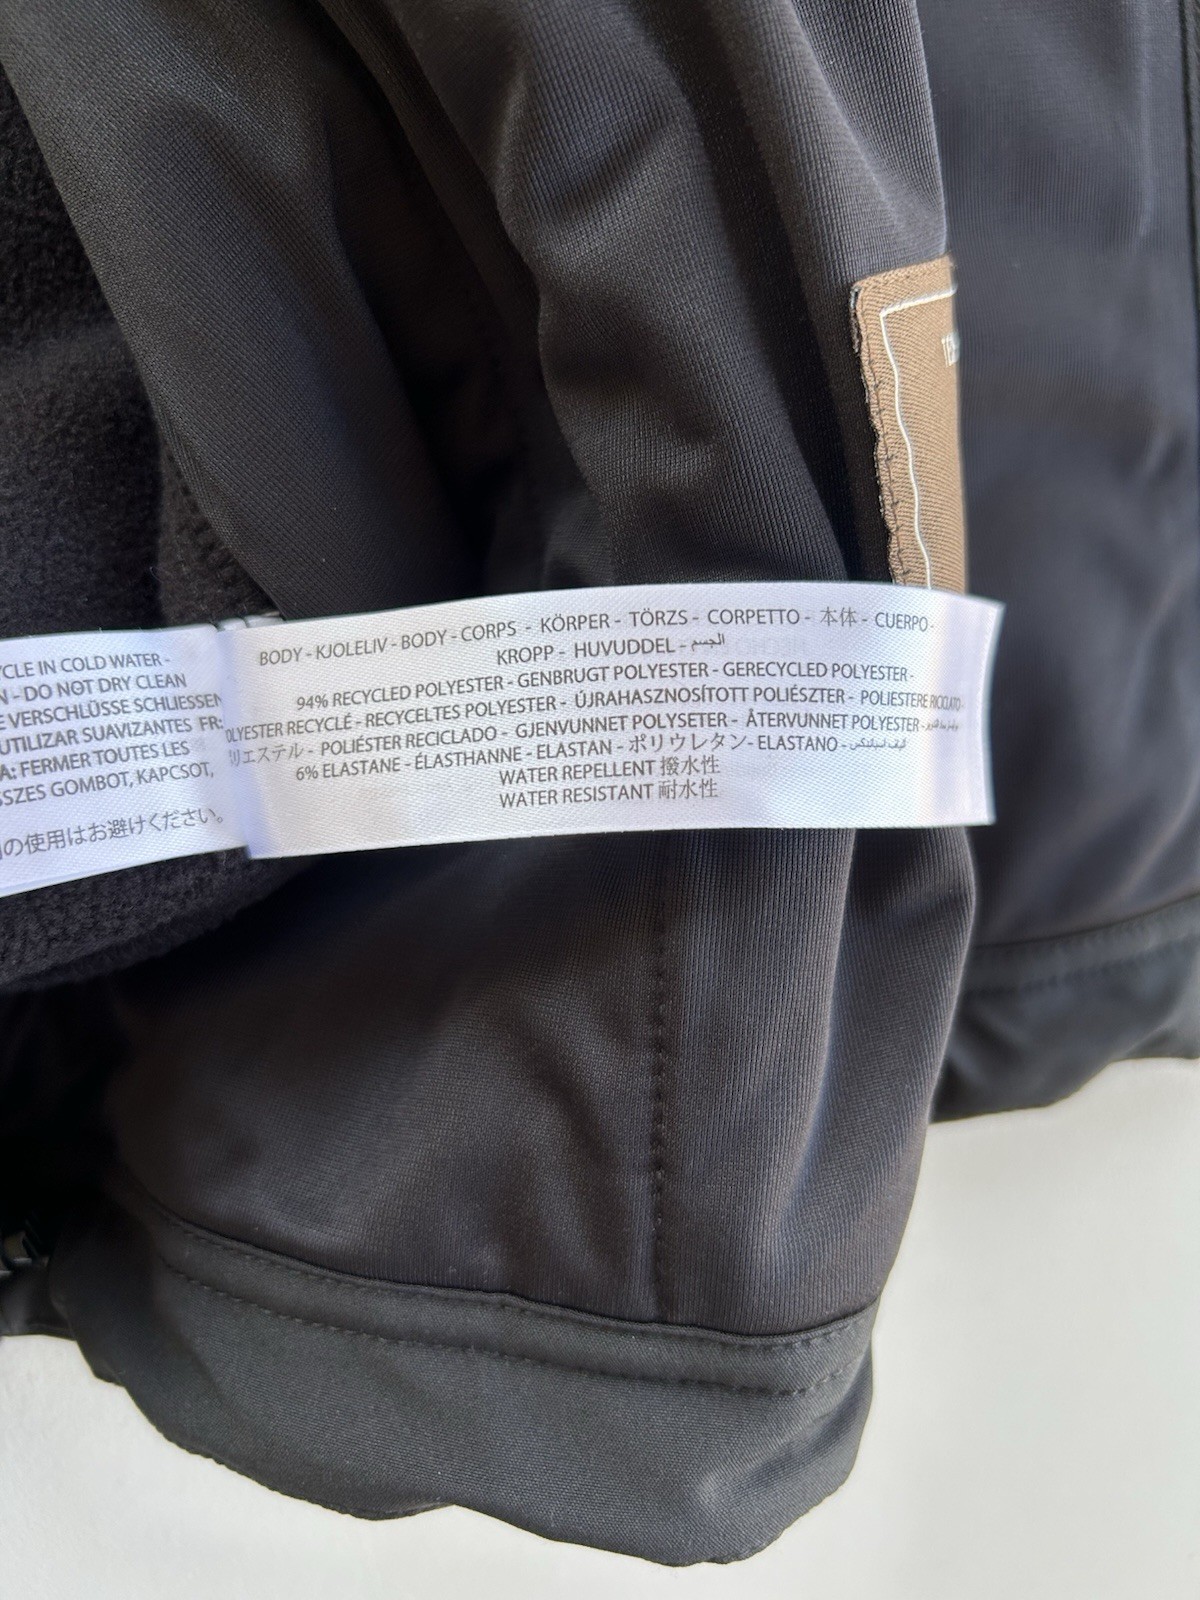 YCLE IN COLD WATER -
N - DO NOT DRY CLEAN
E VERSCHLÜSSE SCHLIESSEN
UTILIZAR SUAVIZANTES FR:
A: FERMER TOUTES LES
SSZES GOMBOT, KAPCSOT,
の使用はお避けください。
BODY - KJOLELIV - BODY - CORPS - KÖRPER - TÖRZS - CORPETTO - 本体 - CUERPO -
KROPP - HUVUDDEL - الجسم
94% RECYCLED POLYESTER - GENBRUGT POLYESTER - GERECYCLED POLYESTER -
OLYESTER RECYCLÉ - RECYCELTES POLYESTER - ÚJRAHASZNOSÍTOTT POLIÉSZTER - POLIESTERE RICICLATO -
リエステル - POLIÉSTER RECICLADO - GJENVUNNET POLYSETER - ÅTERVUNNET POLYESTER -
6% ELASTANE - ÉLASTHANNE - ELASTAN - ポリウレタン - ELASTANO -
WATER REPELLENT 撥水性
WATER RESISTANT 耐水性